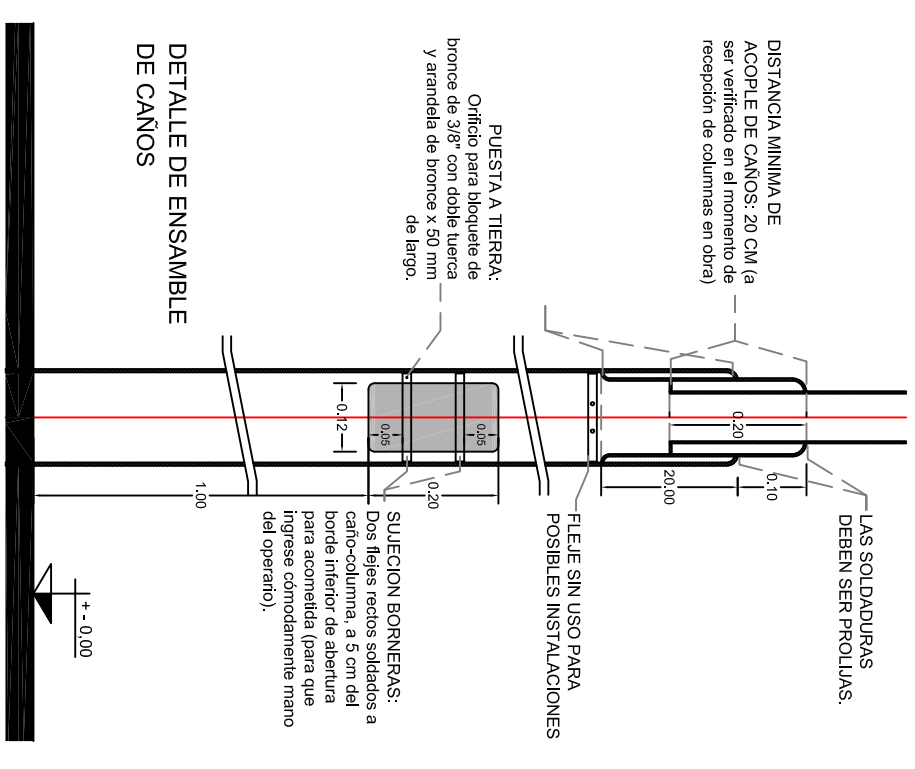 DISTANCIA MINIMA DE
ACOPLE DE CAÑOS: 20 CM (a
ser verificado en el momento de
recepción de columnas en obra)
LAS SOLDADURAS
DEBEN SER PROLIJAS.
0.20
0.10
20.00
FLEJE SIN USO PARA
POSIBLES INSTALACIONES
PUESTA A TIERRA:
Orificio para bloquete de
bronce de 3/8" con doble tuerca
y arandela de bronce x 50 mm
de largo.
0.05
0.05
0.20
0.12
SUJECION BORNERAS:
Dos flejes rectos soldados a
caño-columna, a 5 cm del
borde inferior de abertura
para acometida (para que
ingrese cómodamente mano
del operario).
1.00
DETALLE DE ENSAMBLE
DE CAÑOS
+ - 0,00